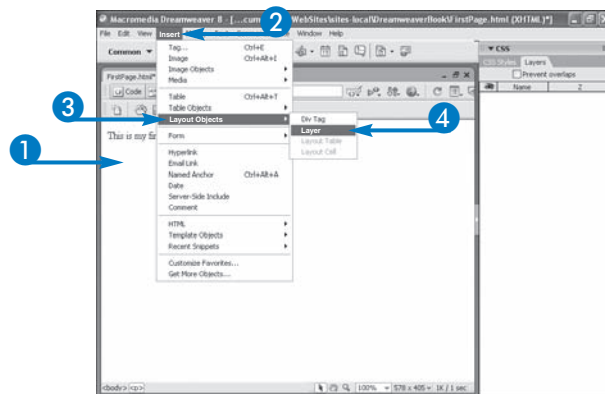 Macromedia Dreamweaver 8 - [...cum WebSites\sites-local\DreamweaverBook\FirstPage.html (XHTML)*]
File Edit View Insert Window Help
Common
CSS
CSS Styles Layers
Prevent overlaps
Name Z
FirstPage.html*
Code
This is my fir
Tag... Ctrl+E
Image Ctrl+Alt+I
Image Objects
Media
Table Ctrl+Alt+T
Table Objects
Layout Objects
Form
Hyperlink
Email Link
Named Anchor Ctrl+Alt+A
Date
Server-Side Include
Comment
HTML
Template Objects
Recent Snippets
Customize Favorites...
Get More Objects...
Div Tag
Layer
Layout Table
Layout Cell
1
2
3
4
<body> <p>
100% 578 x 405 1K / 1 sec